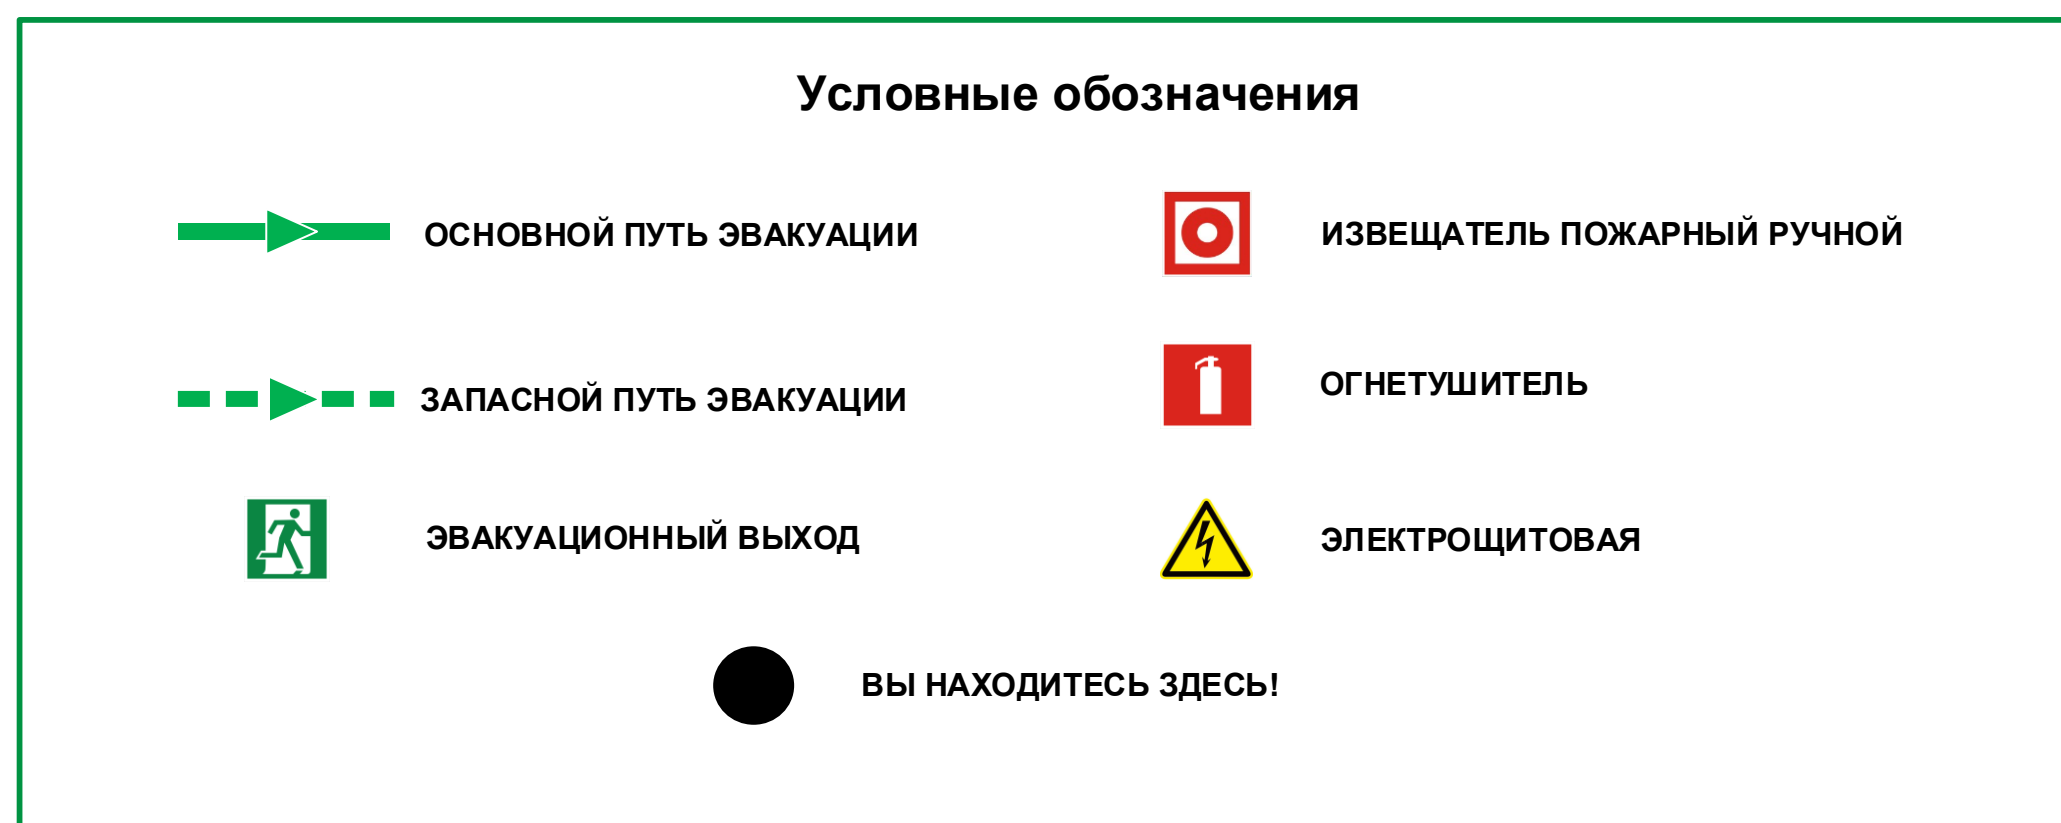 Условные обозначения
ОСНОВНОЙ ПУТЬ ЭВАКУАЦИИ
ИЗВЕЩАТЕЛЬ ПОЖАРНЫЙ РУЧНОЙ
ЗАПАСНОЙ ПУТЬ ЭВАКУАЦИИ
ОГНЕТУШИТЕЛЬ
ЭВАКУАЦИОННЫЙ ВЫХОД
ЭЛЕКТРОЩИТОВАЯ
ВЫ НАХОДИТЕСЬ ЗДЕСЬ!